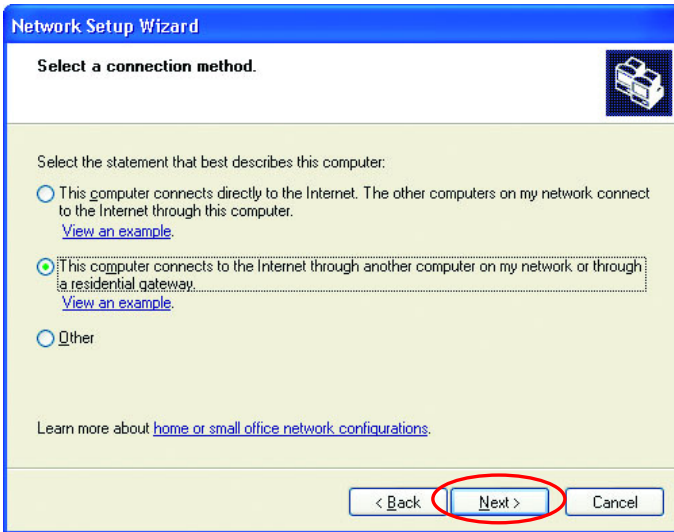 Network Setup Wizard
Select a connection method.
Select the statement that best describes this computer:
This computer connects directly to the Internet. The other computers on my network connect
to the Internet through this computer.
View an example.
This computer connects to the Internet through another computer on my network or through
a residential gateway.
View an example.
Other
Learn more about home or small office network configurations.
< Back Next > Cancel